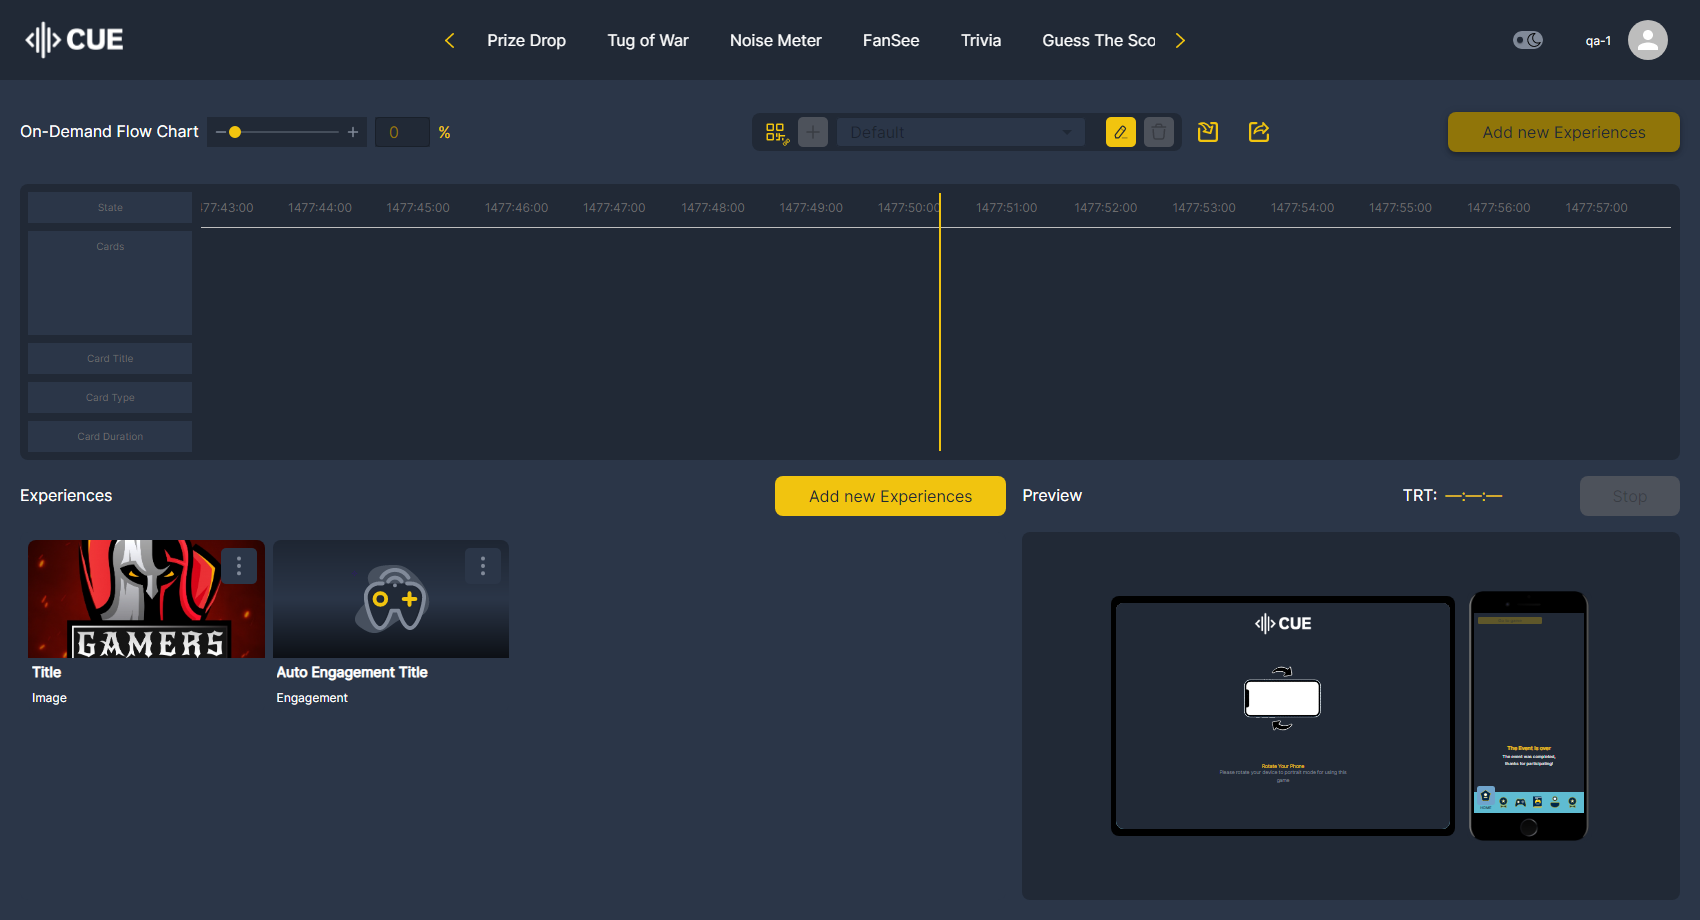 CUE
Prize Drop
Tug of War
Noise Meter
FanSee
Trivia
Guess The Sco
qa-1
On-Demand Flow Chart
0
%
Default
Add new Experiences
State
477:43:00
1477:44:00
1477:45:00
1477:46:00
1477:47:00
1477:48:00
1477:49:00
1477:50:00
1477:51:00
1477:52:00
1477:53:00
1477:54:00
1477:55:00
1477:56:00
1477:57:00
Cards
Card Title
Card Type
Card Duration
Experiences
Add new Experiences
Preview
TRT: —:—:—
Stop
GAMERS
Title
Image
Auto Engagement Title
Engagement
CUE
Rotate Your Phone
Please rotate your device to portrait mode for using this
game
The Event is over
The event was completed,
thanks for participating!
HOME